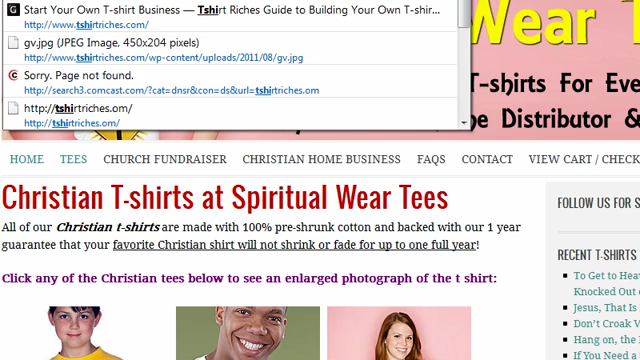 Start Your Own T-shirt Business — Tshirt Riches Guide to Building Your Own T-shir...
http://www.tshirtriches.com/
gv.jpg (JPEG Image, 450x204 pixels)
http://www.tshirtriches.com/wp-content/uploads/2011/08/gv.jpg
Sorry. Page not found.
http://search3.comcast.com/?cat=dnsr&con=ds&url=tshirtriches.om
http://tshirtriches.om/
http://tshirtriches.om/
Wear
T-shirts For Eve
Distributor &
HOME TEES CHURCH FUNDRAISER CHRISTIAN HOME BUSINESS FAQS CONTACT VIEW CART / CHECK
Christian T-shirts at Spiritual Wear Tees
All of our Christian t-shirts are made with 100% pre-shrunk cotton and backed with our 1 year
guarantee that your favorite Christian shirt will not shrink or fade for up to one full year!
Click any of the Christian tees below to see an enlarged photograph of the t shirt:
FOLLOW US FOR S
RECENT T-SHIRTS
To Get to Heav
Knocked Out o
Jesus, That Is
Don't Croak V
Hang on, the
If You Need a